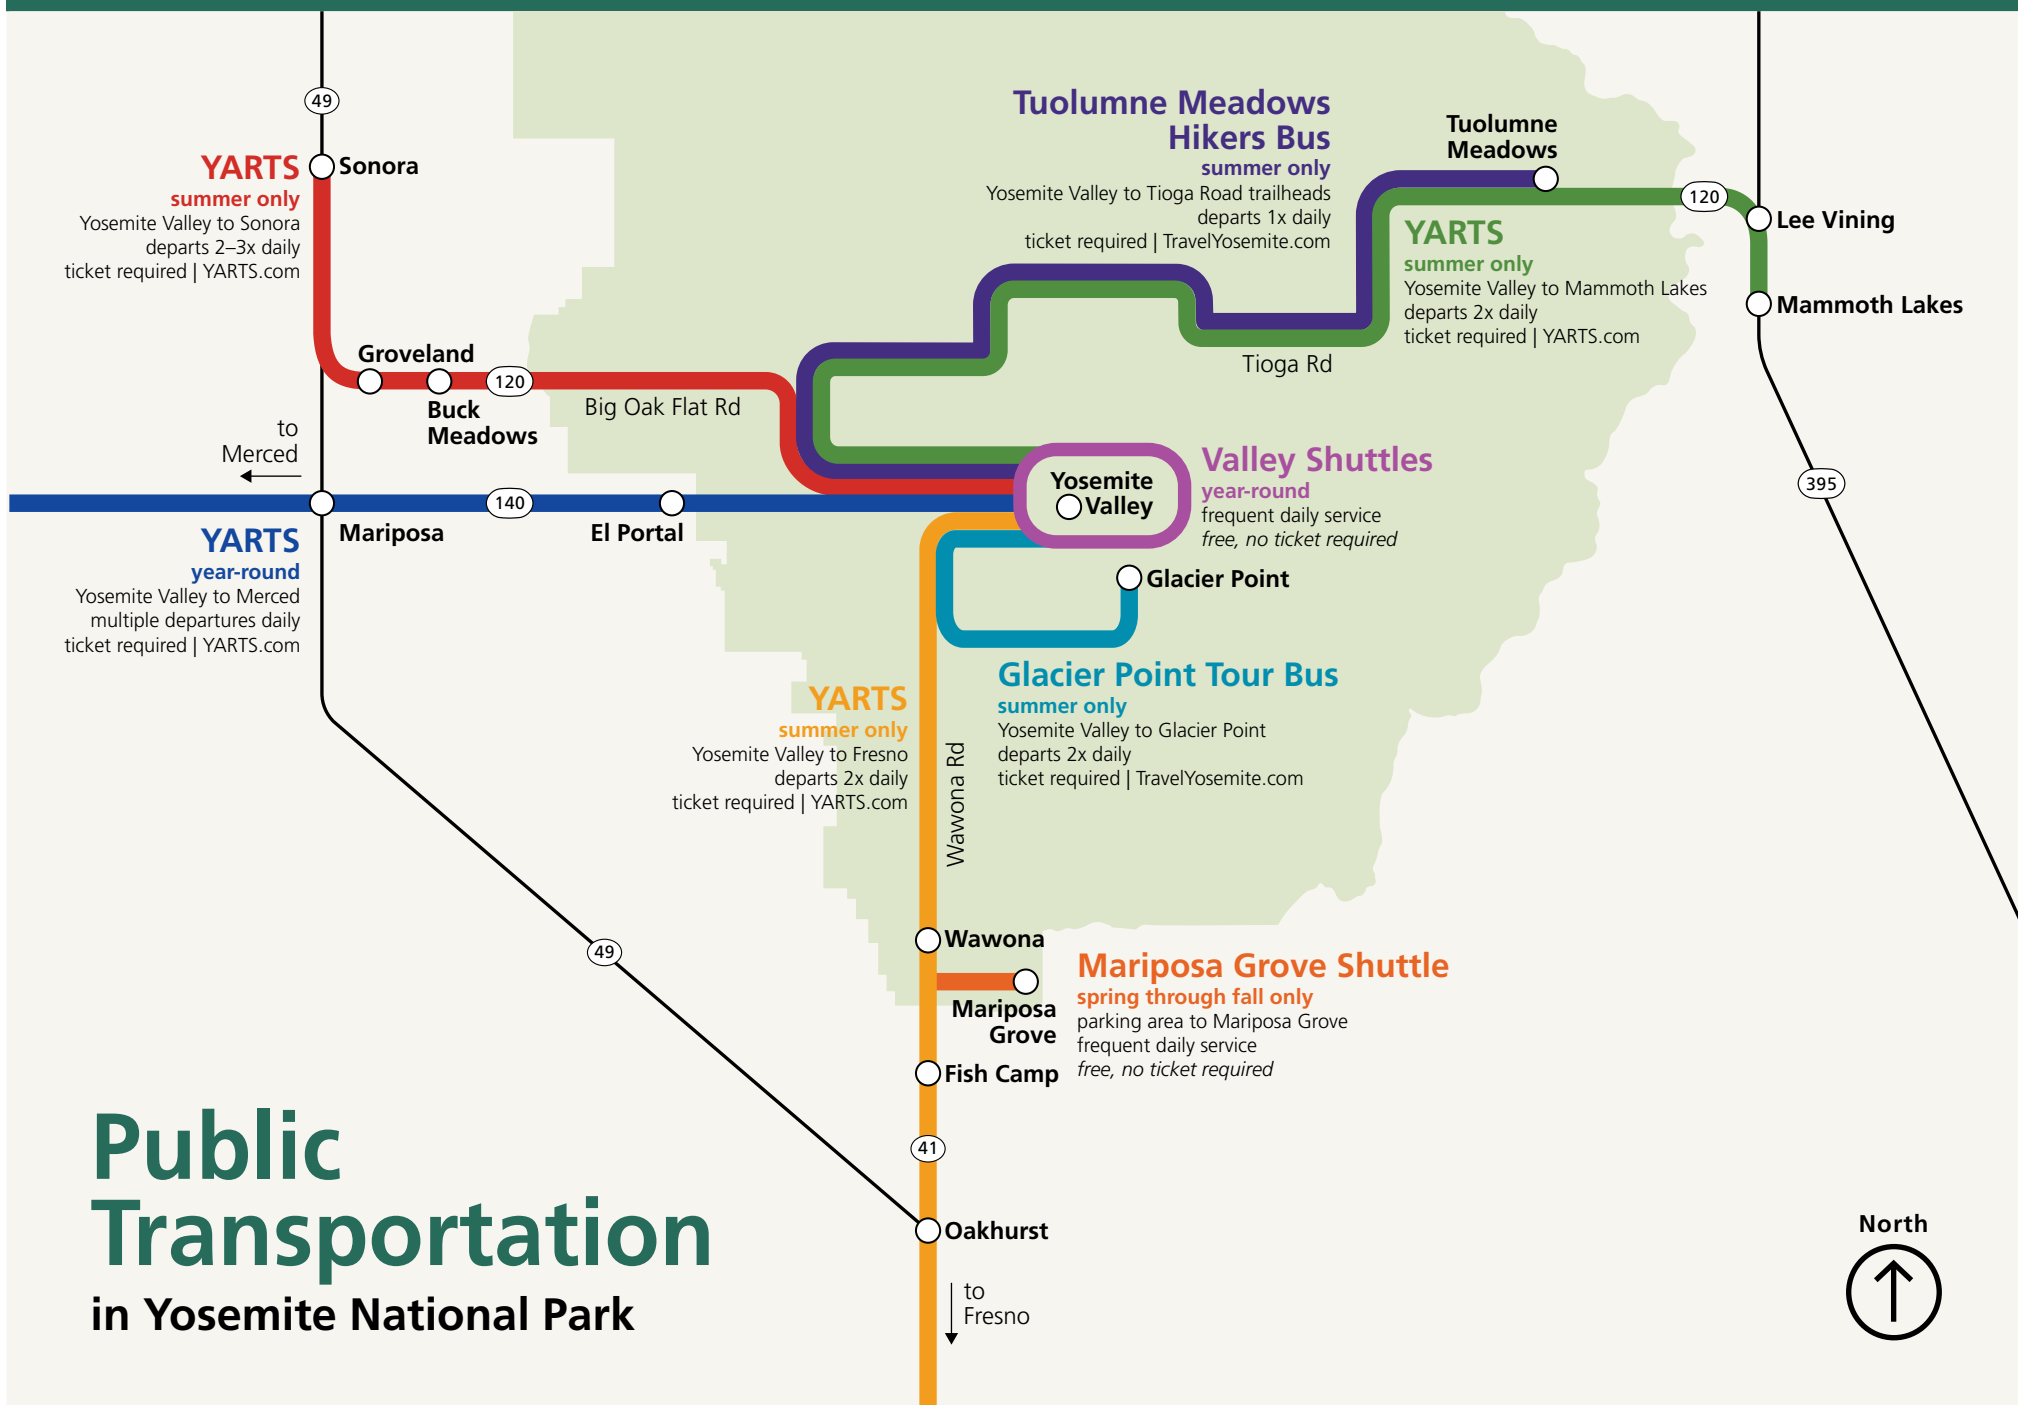 49
Sonora
YARTS
summer only
Yosemite Valley to Sonora
departs 2–3x daily
ticket required | YARTS.com
Tuolumne Meadows
Hikers Bus
summer only
Yosemite Valley to Tioga Road trailheads
departs 1x daily
ticket required | TravelYosemite.com
Tuolumne
Meadows
120
Lee Vining
YARTS
summer only
Yosemite Valley to Mammoth Lakes
departs 2x daily
ticket required | YARTS.com
Mammoth Lakes
Tioga Rd
Groveland
120
Buck
Meadows
Big Oak Flat Rd
to
Merced
140
Mariposa
El Portal
YARTS
year-round
Yosemite Valley to Merced
multiple departures daily
ticket required | YARTS.com
Yosemite
Valley
Valley Shuttles
year-round
frequent daily service
free, no ticket required
395
Glacier Point
Glacier Point Tour Bus
summer only
Yosemite Valley to Glacier Point
departs 2x daily
ticket required | TravelYosemite.com
YARTS
summer only
Yosemite Valley to Fresno
departs 2x daily
ticket required | YARTS.com
Wawona Rd
49
Wawona
Mariposa
Grove
Mariposa Grove Shuttle
spring through fall only
parking area to Mariposa Grove
frequent daily service
free, no ticket required
Fish Camp
41
Oakhurst
to
Fresno
Public
Transportation
in Yosemite National Park
North